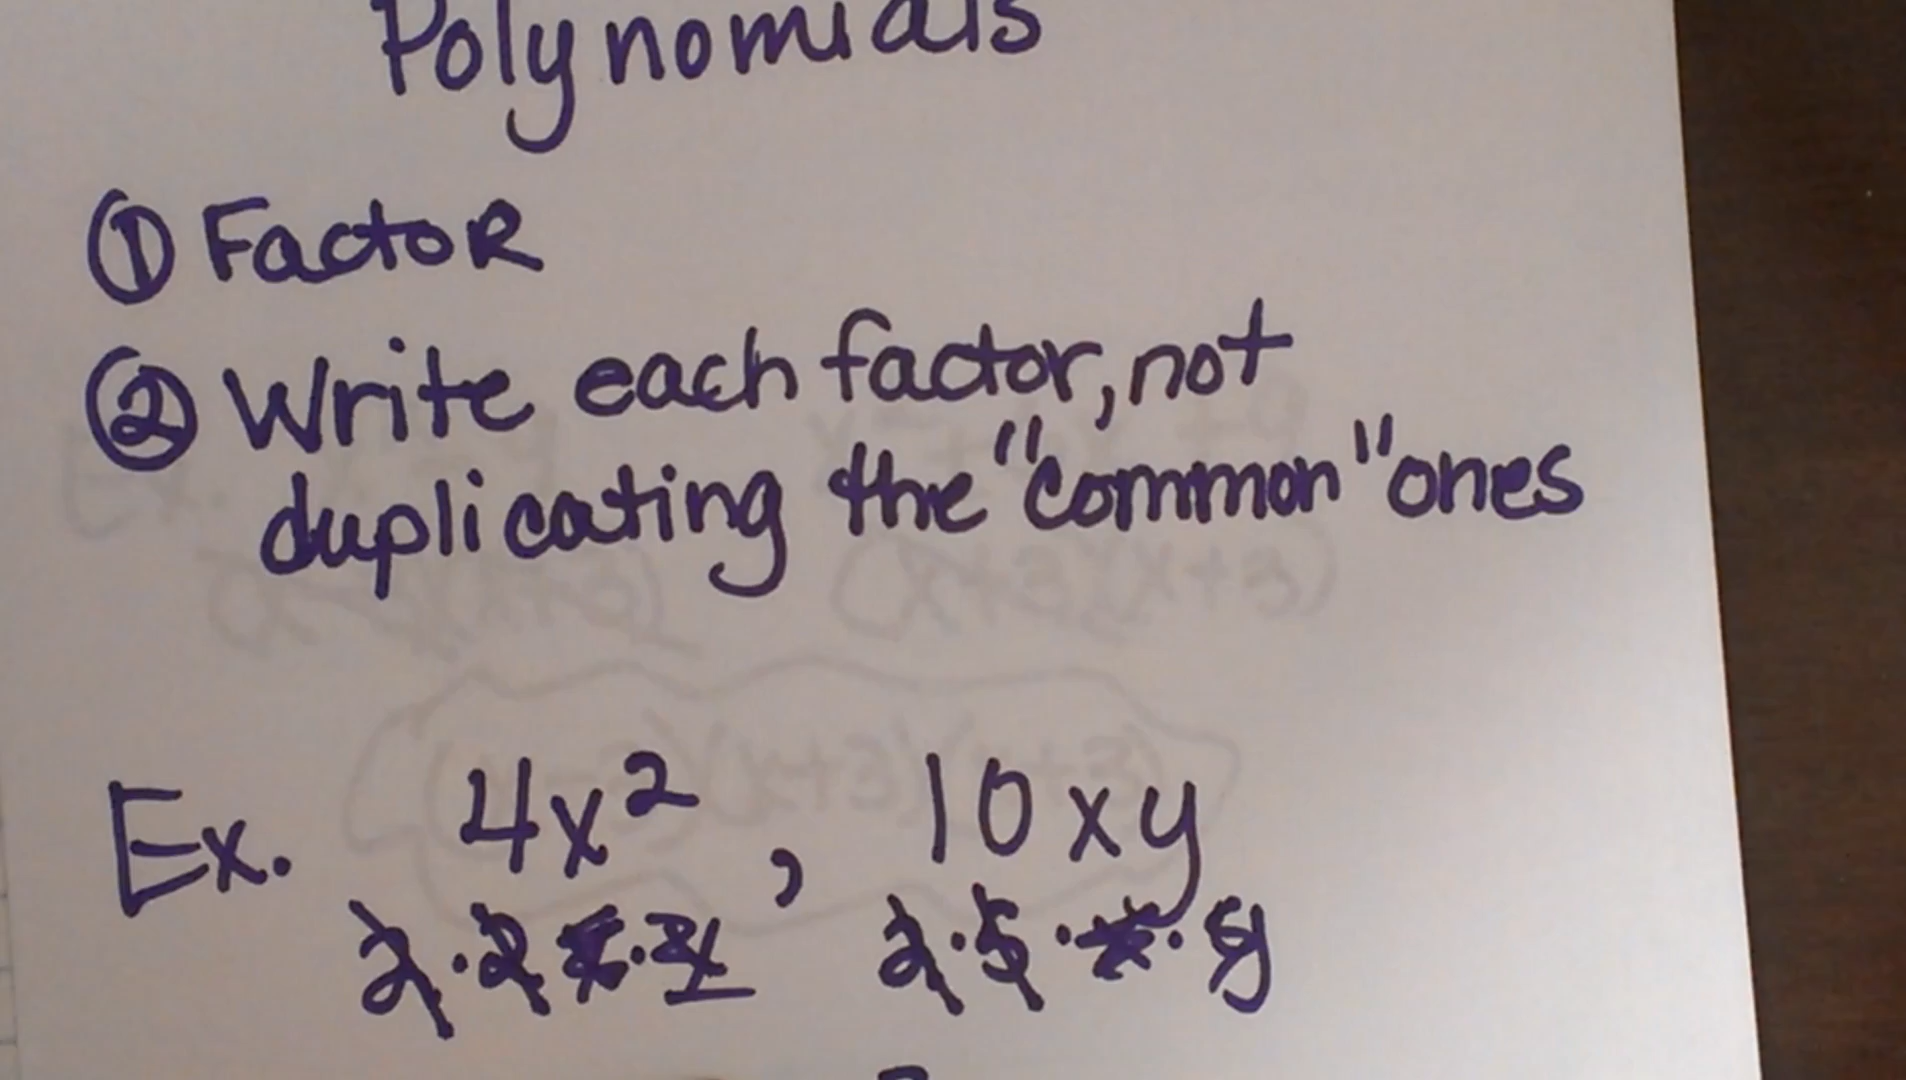 Polynomials
① Factor
② Write each factor, not
duplicating the "common" ones
Ex. 4x² , 10xy
2·2·x·x 2·5·x·y